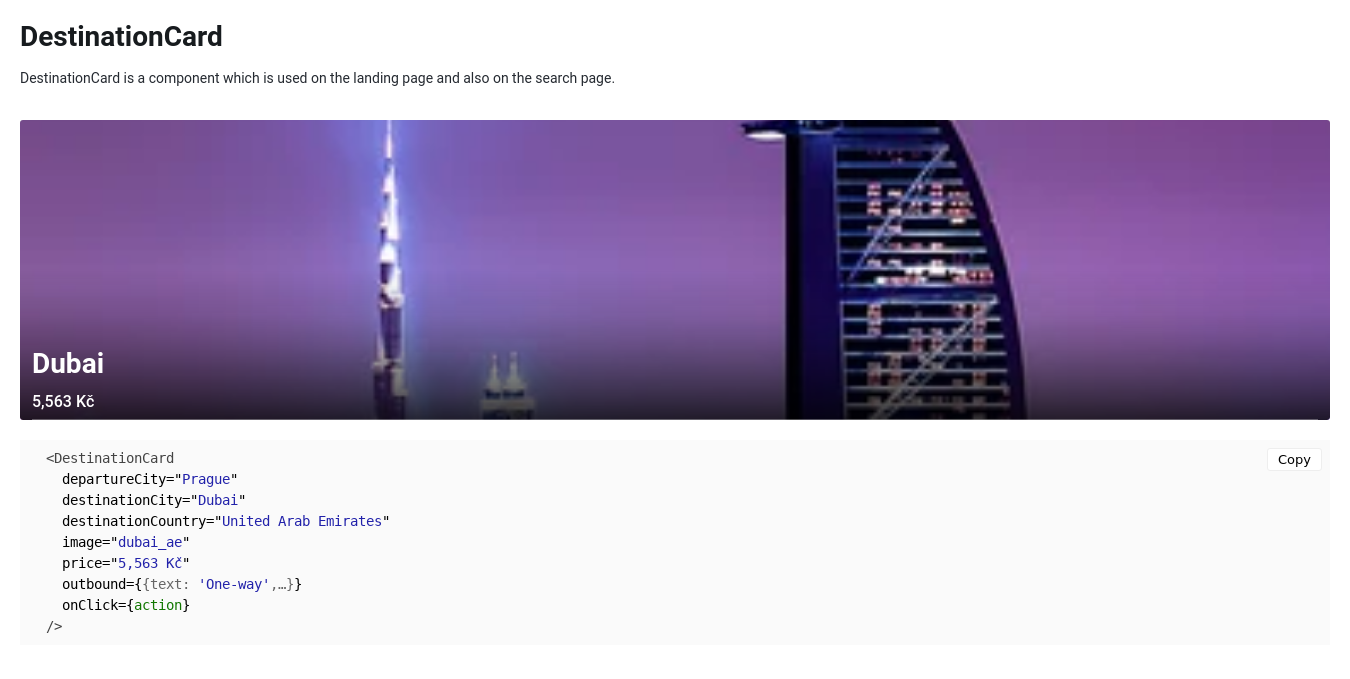 DestinationCard
DestinationCard is a component which is used on the landing page and also on the search page.
Dubai
5,563 Kč
Copy
<DestinationCard
  departureCity="Prague"
  destinationCity="Dubai"
  destinationCountry="United Arab Emirates"
  image="dubai_ae"
  price="5,563 Kč"
  outbound={{text: 'One-way',…}}
  onClick={action}
/>